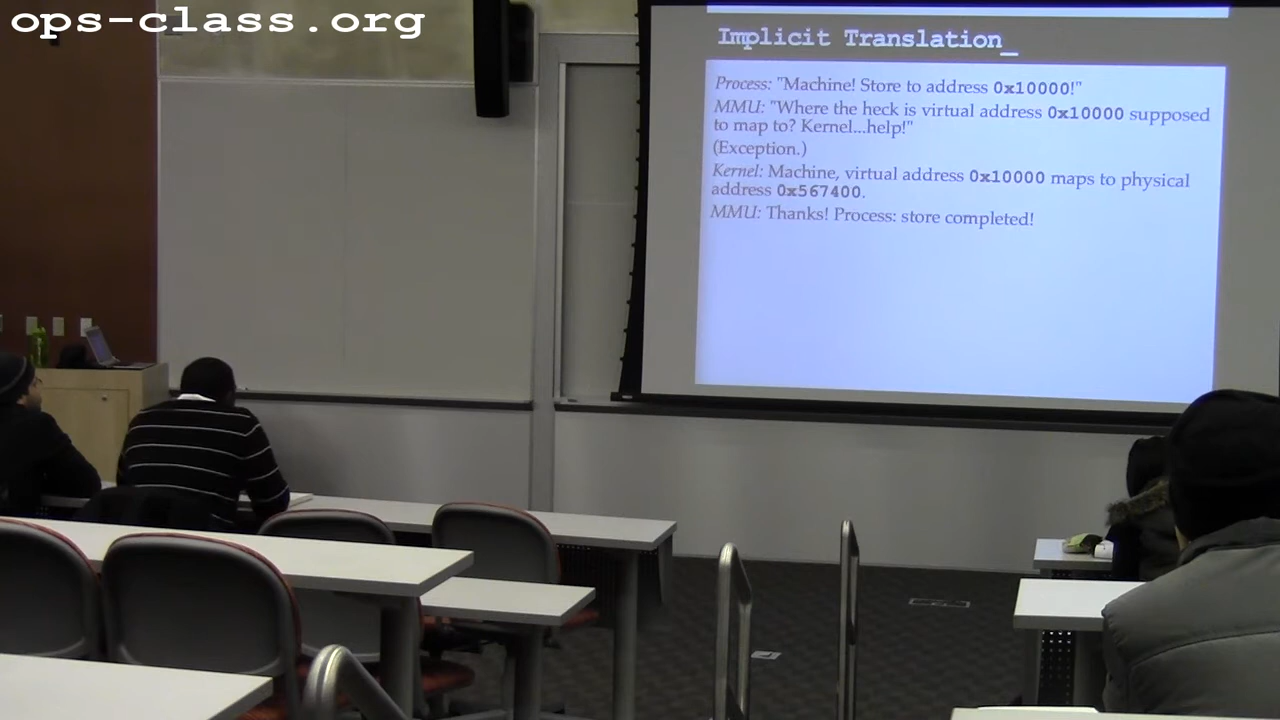 ops-class.org
Implicit Translation_
Process: "Machine! Store to address 0x10000!"
MMU: "Where the heck is virtual address 0x10000 supposed
to map to? Kernel...help!"
(Exception.)
Kernel: Machine, virtual address 0x10000 maps to physical
address 0x567400.
MMU: Thanks! Process: store completed!